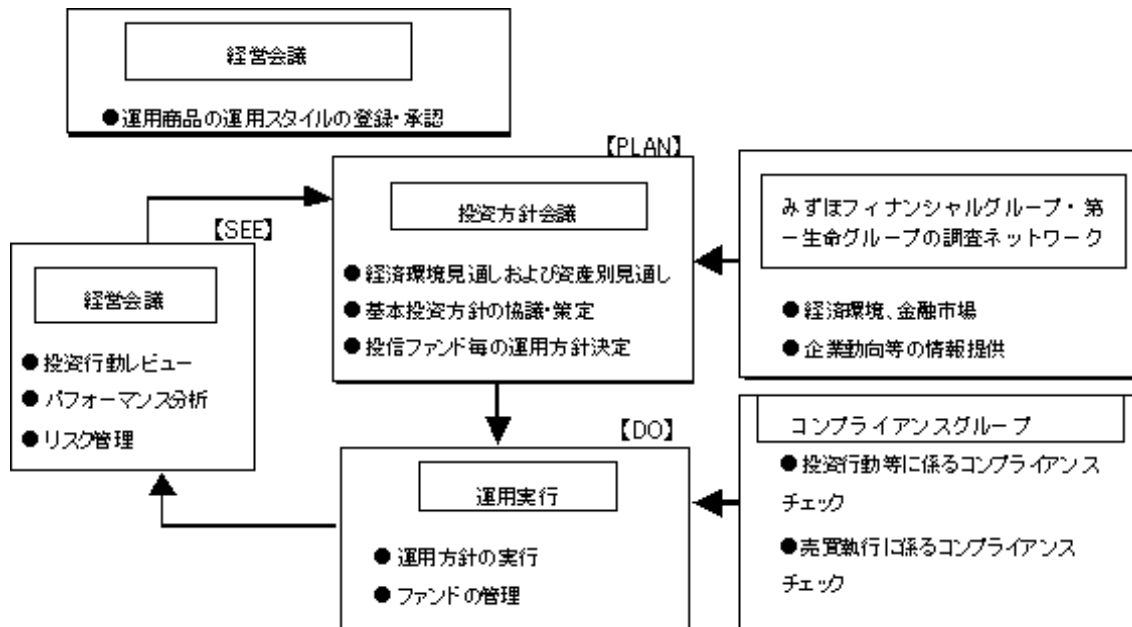 経営会議
●運用商品の運用スタイルの登録・承認
【PLAN】
投資方針会議
●経済環境見通しおよび資産別見通し
●基本投資方針の協議・策定
●投信ファンド毎の運用方針決定
みずほフィナンシャルグループ・第
一生命グループの調査ネットワーク
●経済環境、金融市場
●企業動向等の情報提供
【SEE】
経営会議
●投資行動レビュー
●パフォーマンス分析
●リスク管理
【DO】
運用実行
●運用方針の実行
●ファンドの管理
コンプライアンスグループ
●投資行動等に係るコンプライアンス
チェック
●売買執行に係るコンプライアンス
チェック